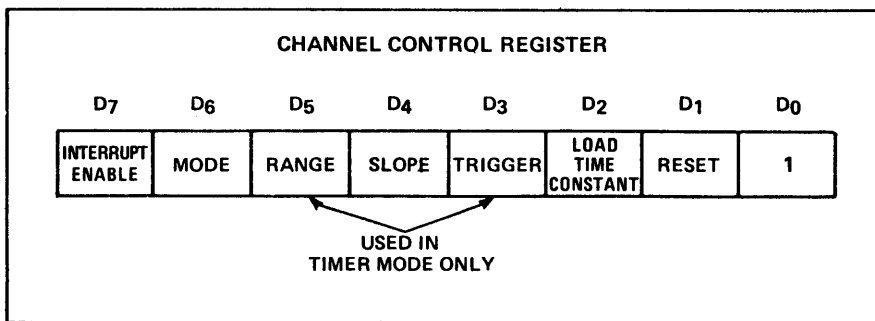 CHANNEL CONTROL REGISTER
D7 D6 D5 D4 D3 D2 D1 D0
INTERRUPT ENABLE MODE RANGE SLOPE TRIGGER LOAD TIME CONSTANT RESET 1
USED IN
TIMER MODE ONLY